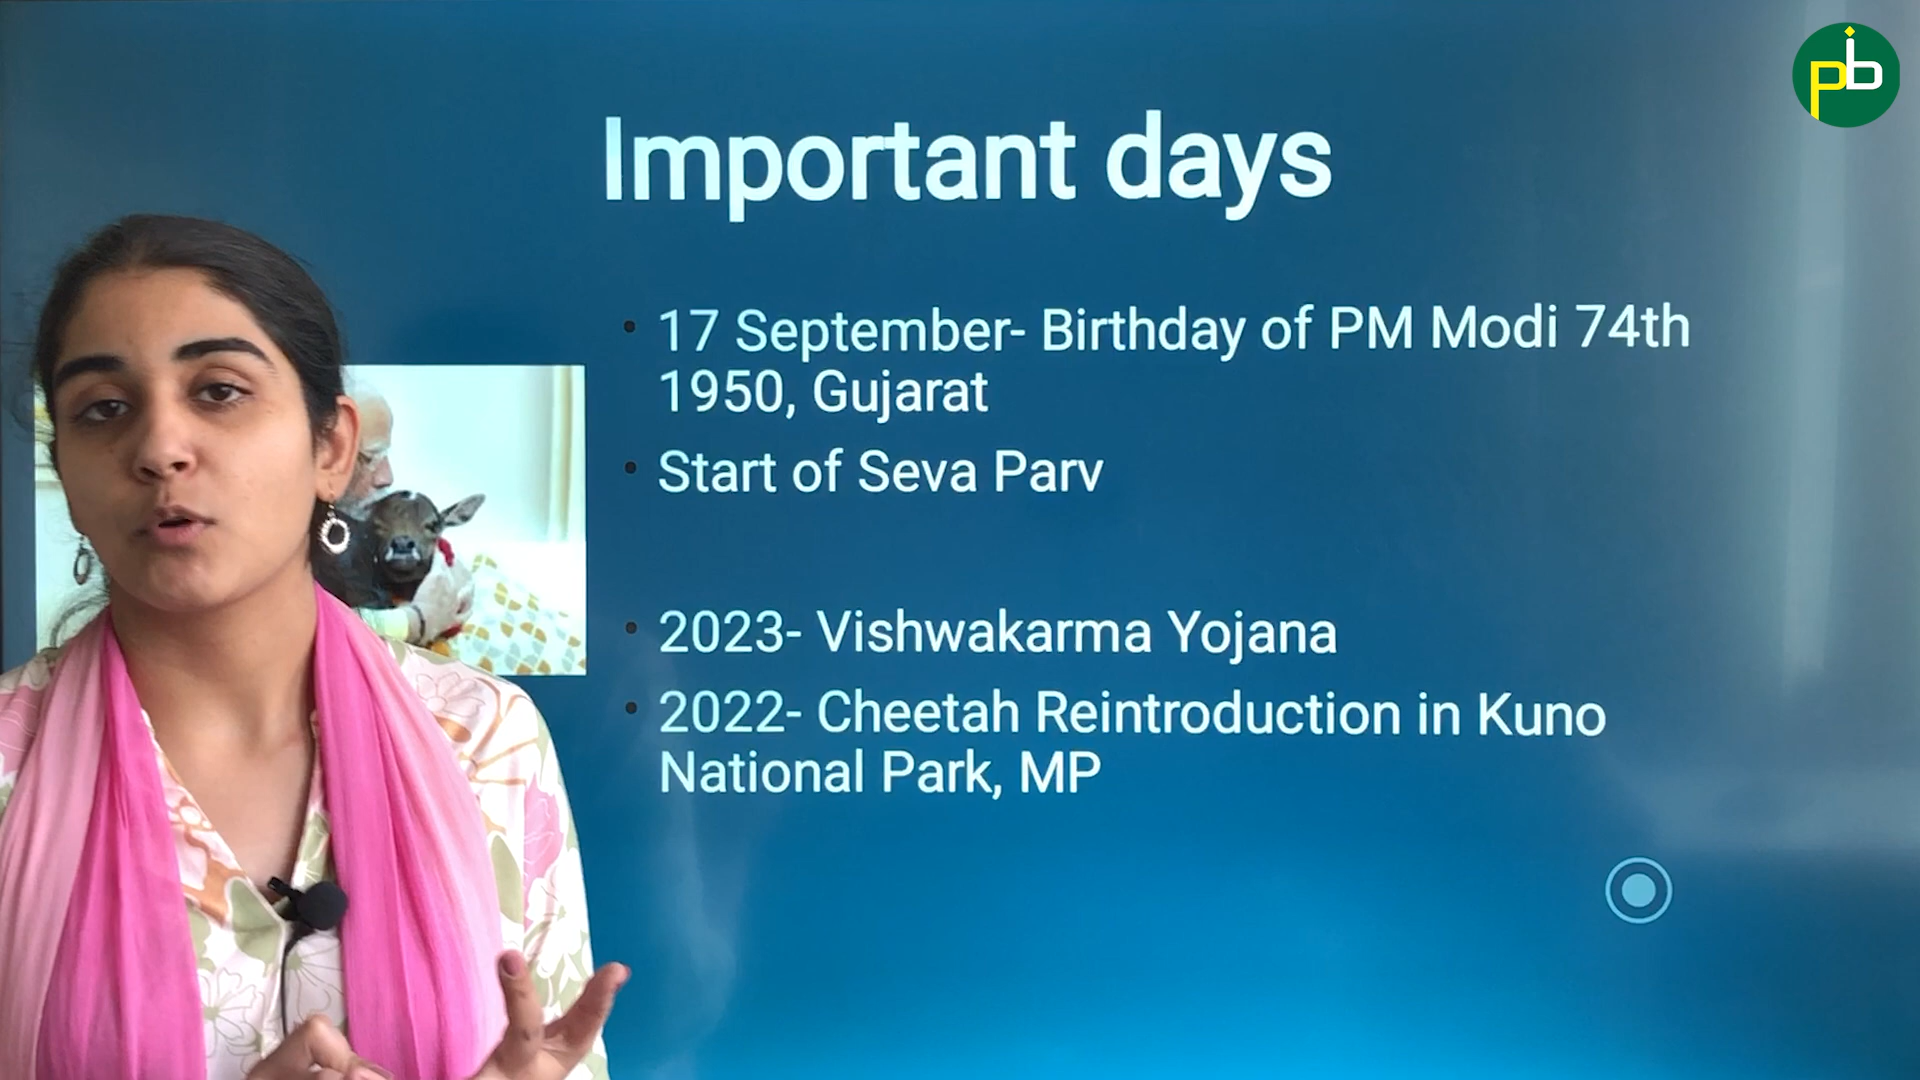 pib
Important days
17 September- Birthday of PM Modi 74th
1950, Gujarat
Start of Seva Parv
2023- Vishwakarma Yojana
2022- Cheetah Reintroduction in Kuno
National Park, MP